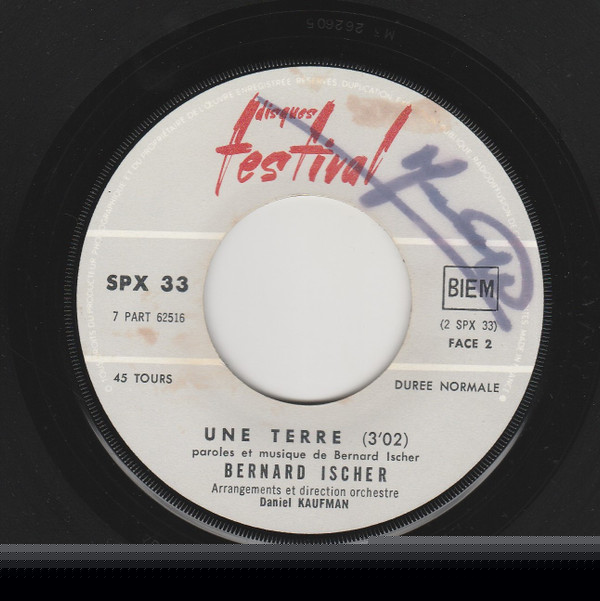 disques
festival
SPX 33
7 PART 62516
45 TOURS
BIEM
(2 SPX 33)
FACE 2
DUREE NORMALE
UNE TERRE (3'02)
paroles et musique de Bernard Ischer
BERNARD ISCHER
Arrangements et direction orchestre
Daniel KAUFMAN